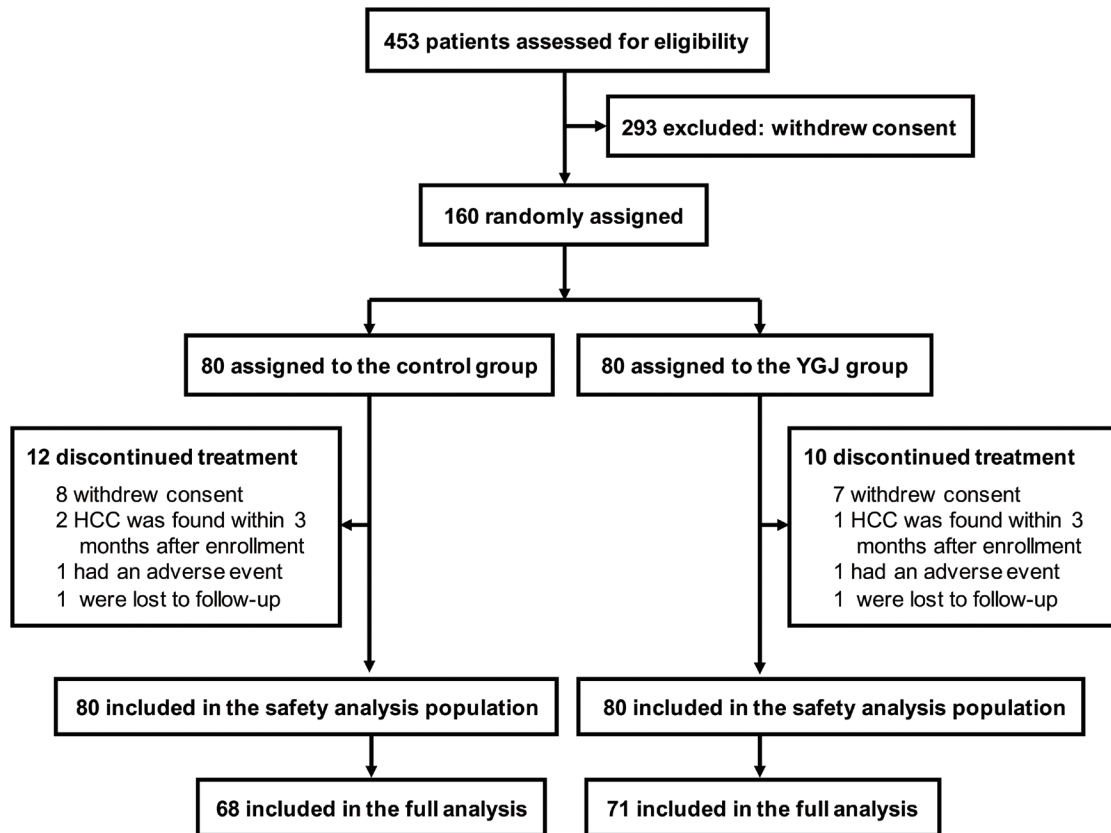 453 patients assessed for eligibility
293 excluded: withdrew consent
160 randomly assigned
80 assigned to the control group
80 assigned to the YGJ group
12 discontinued treatment
8 withdrew consent
2 HCC was found within 3
months after enrollment
1 had an adverse event
1 were lost to follow-up
10 discontinued treatment
7 withdrew consent
1 HCC was found within 3
months after enrollment
1 had an adverse event
1 were lost to follow-up
80 included in the safety analysis population
80 included in the safety analysis population
68 included in the full analysis
71 included in the full analysis